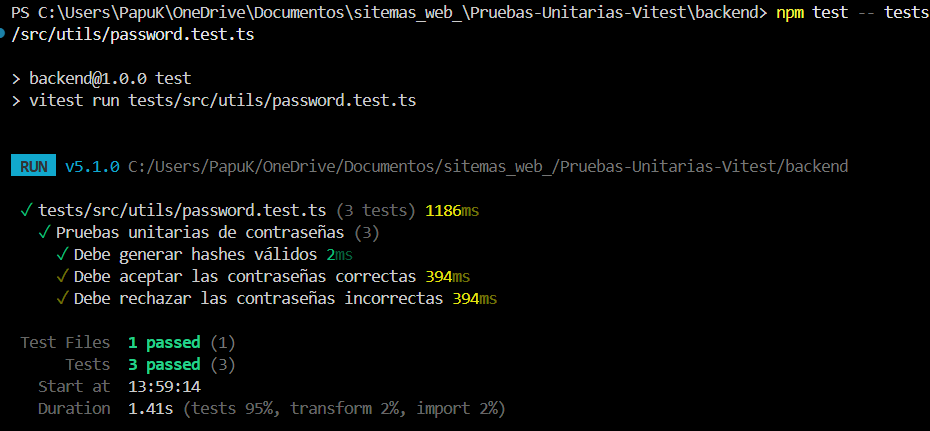 PS C:\Users\PapuK\OneDrive\Documentos\sitemas_web_\Pruebas-Unitarias-Vitest\backend> npm test -- tests
/src/utils/password.test.ts
> backend@1.0.0 test
> vitest run tests/src/utils/password.test.ts
RUN v5.1.0 C:/Users/PapuK/OneDrive/Documentos/sitemas_web_/Pruebas-Unitarias-Vitest/backend
✓ tests/src/utils/password.test.ts (3 tests) 1186ms
✓ Pruebas unitarias de contraseñas (3)
✓ Debe generar hashes válidos 2ms
✓ Debe aceptar las contraseñas correctas 394ms
✓ Debe rechazar las contraseñas incorrectas 394ms
Test Files 1 passed (1)
Tests 3 passed (3)
Start at 13:59:14
Duration 1.41s (tests 95%, transform 2%, import 2%)